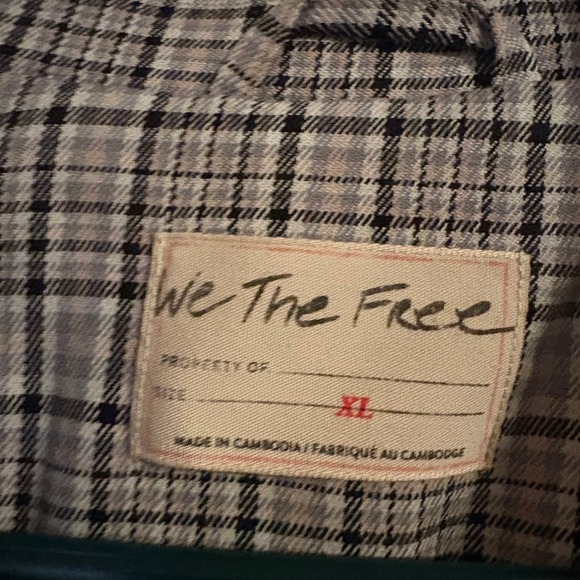 We The Free
PROPERTY OF
SIZE XL
MADE IN CAMBODIA / FABRIQUÉ AU CAMBODGE